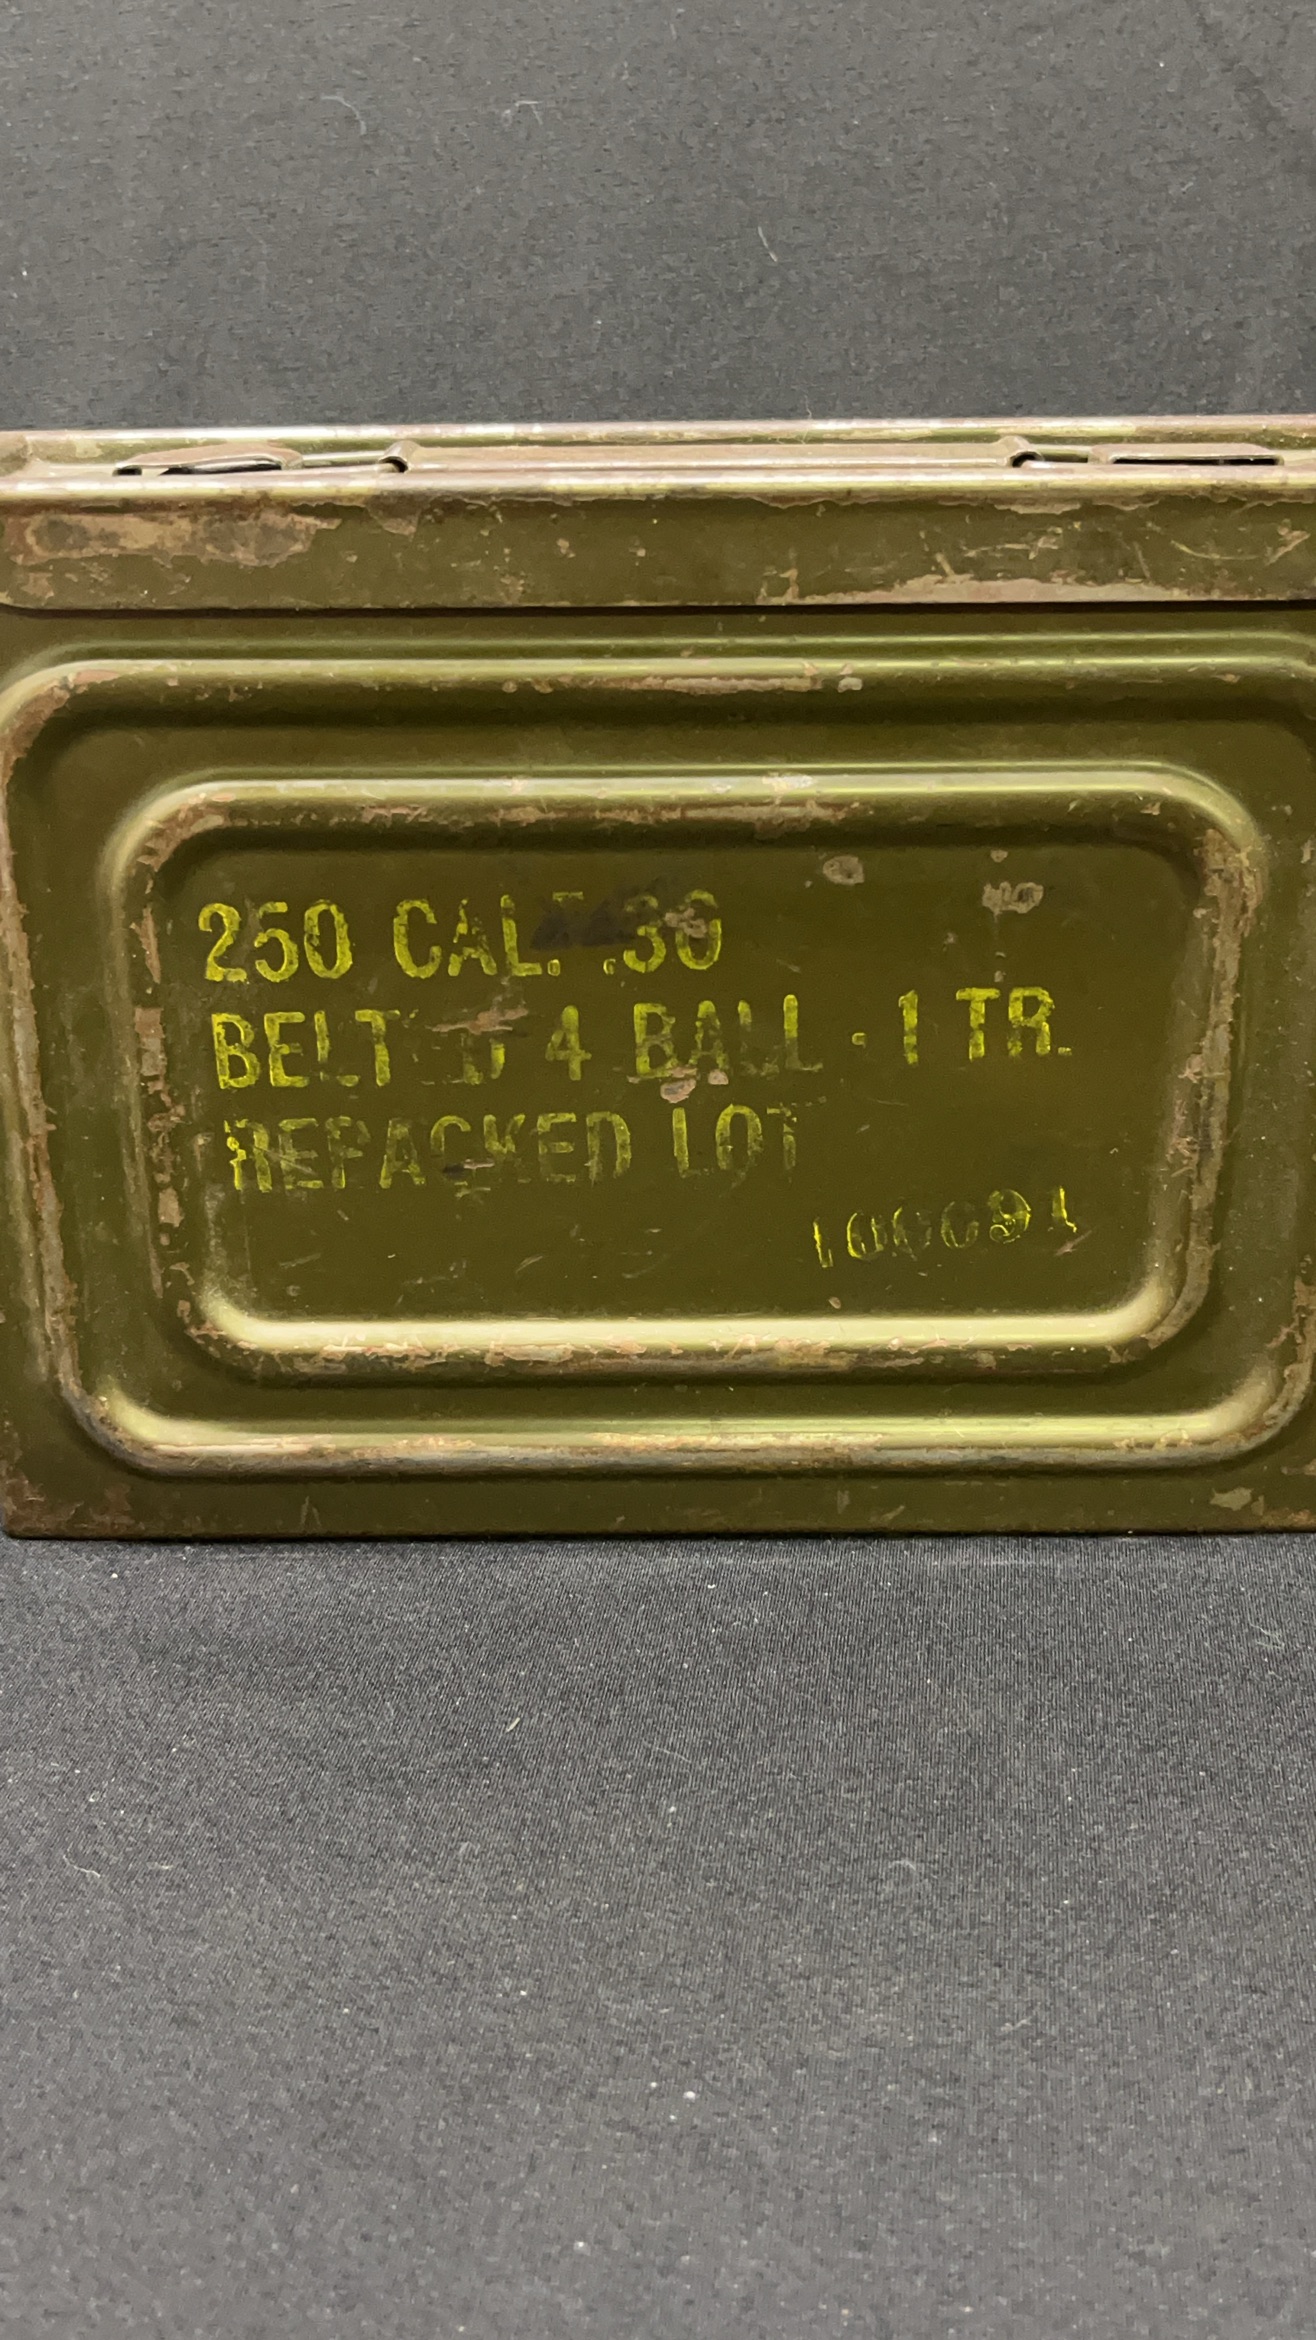 250 CAL. .30
BELTED 4 BALL - 1 TR.
REPACKED LOT